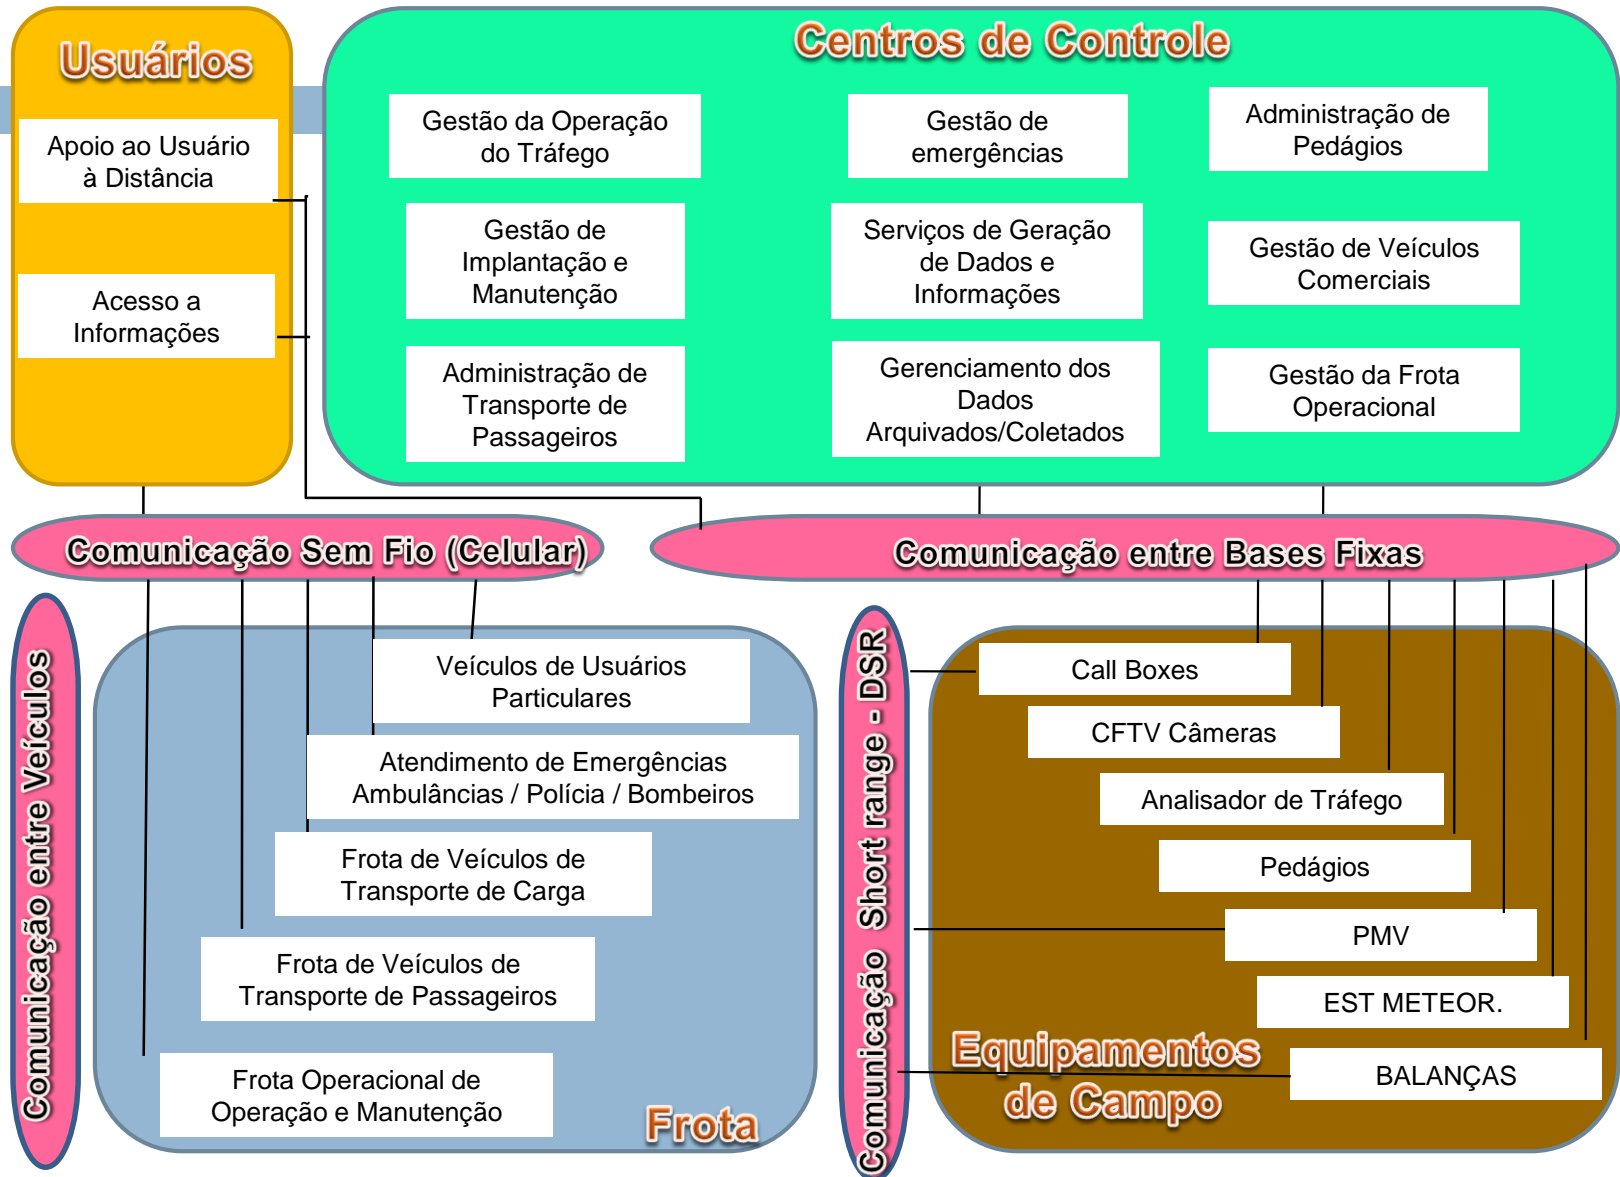 Usuários
Apoio ao Usuário
à Distância
Acesso a
Informações
Centros de Controle
Gestão da Operação
do Tráfego
Gestão de
emergências
Administração de
Pedágios
Gestão de
Implantação e
Manutenção
Serviços de Geração
de Dados e
Informações
Gestão de Veículos
Comerciais
Administração de
Transporte de
Passageiros
Gerenciamento dos
Dados
Arquivados/Coletados
Gestão da Frota
Operacional
Comunicação Sem Fio (Celular)
Comunicação entre Bases Fixas
Comunicação entre Veículos
Veículos de Usuários
Particulares
Atendimento de Emergências
Ambulâncias / Polícia / Bombeiros
Frota de Veículos de
Transporte de Carga
Frota de Veículos de
Transporte de Passageiros
Frota Operacional de
Operação e Manutenção
Frota
Comunicação Short range - DSR
Call Boxes
CFTV Câmeras
Analisador de Tráfego
Pedágios
PMV
EST METEOR.
BALANÇAS
Equipamentos
de Campo